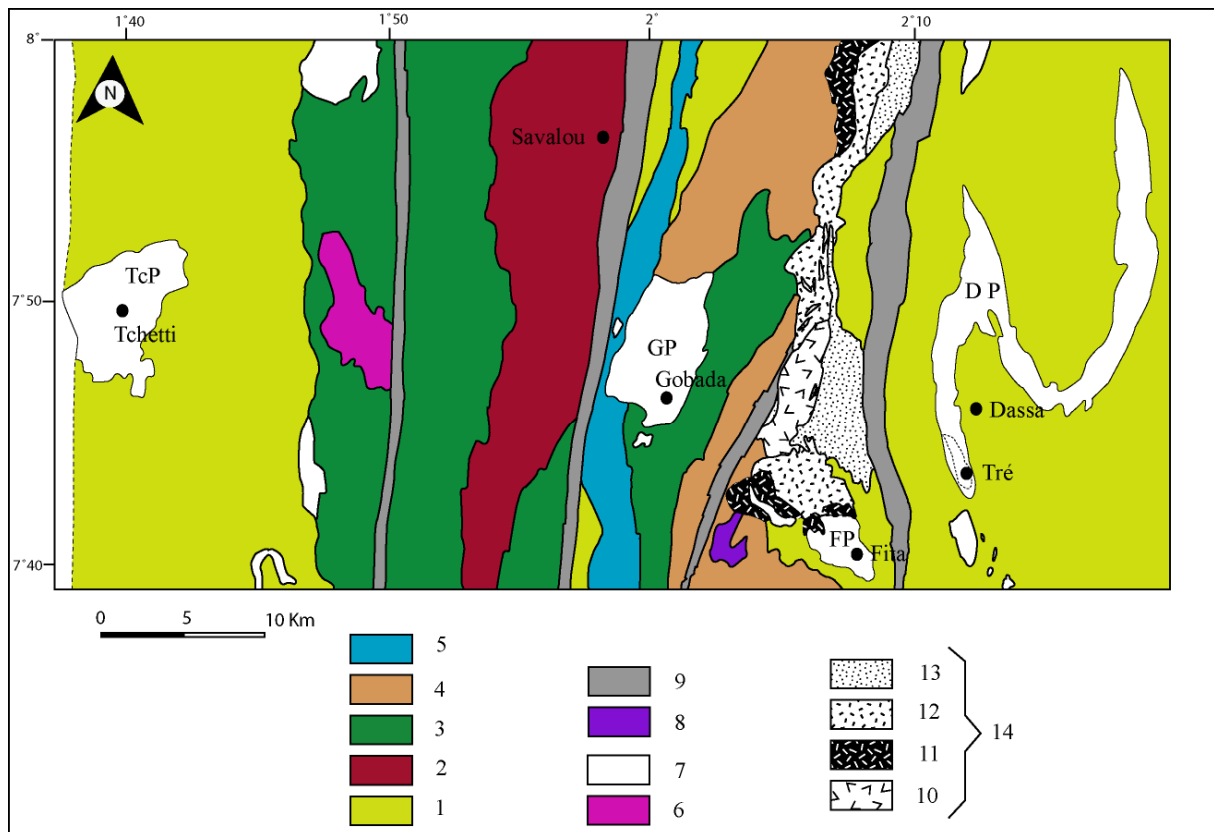 1°40 1°50 2° 2°10
8°
N
Savalou
TcP
D P
7°50
Tchetti
GP
Gobada
Dassa
Tré
FP
Fita
7°40
0 5 10 Km
5 9 13
4 8 12
14
3 7 11
2 6 10
1